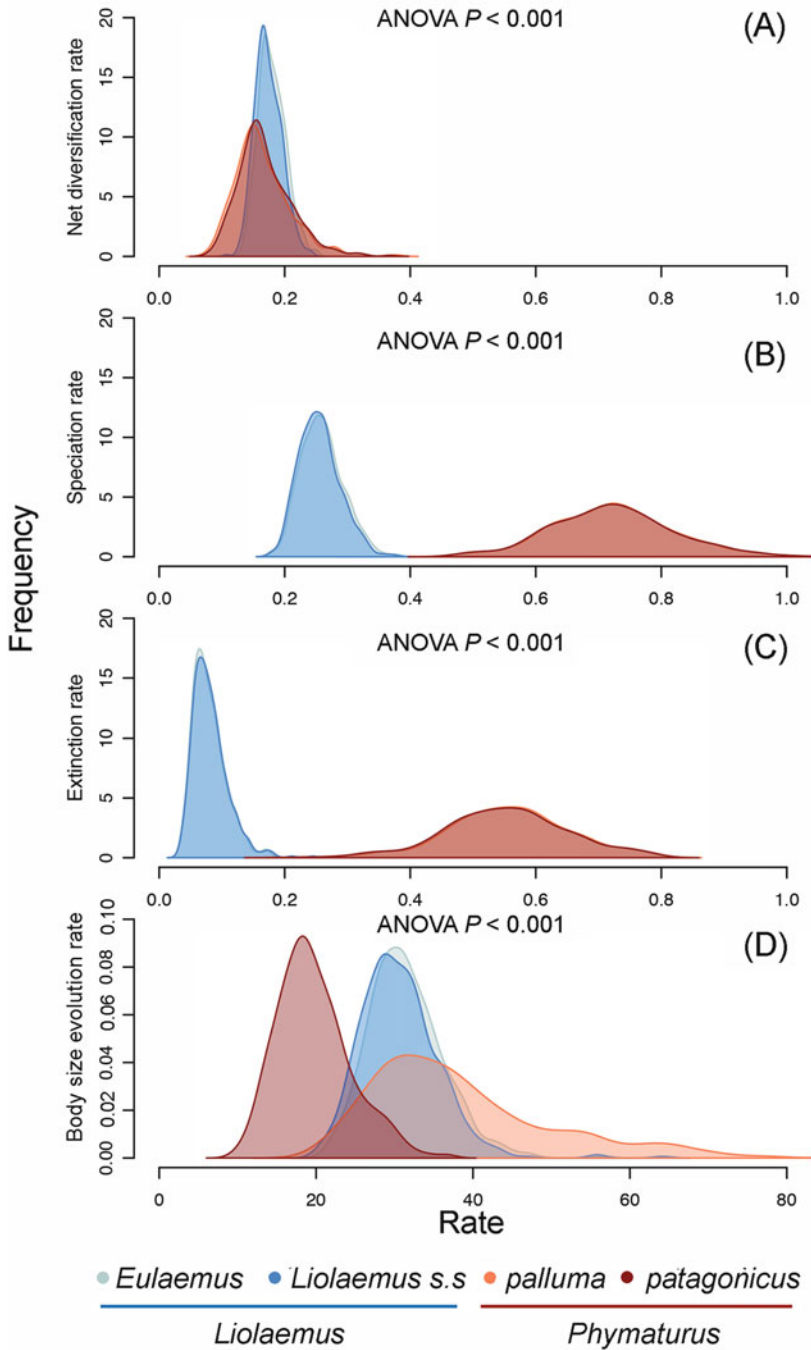 ANOVA P < 0.001
(A)
Net diversification rate
20
15
10
5
0
0.0 0.2 0.4 0.6 0.8 1.0
ANOVA P < 0.001
(B)
Speciation rate
20
15
10
5
0
0.0 0.2 0.4 0.6 0.8 1.0
Frequency
ANOVA P < 0.001
(C)
Extinction rate
20
15
10
5
0
0.0 0.2 0.4 0.6 0.8 1.0
ANOVA P < 0.001
(D)
Body size evolution rate
0.10
0.08
0.06
0.04
0.02
0.00
0 20 40 60 80
Rate
Eulaemus Liolaemus s.s palluma patagonicus
Liolaemus Phymaturus